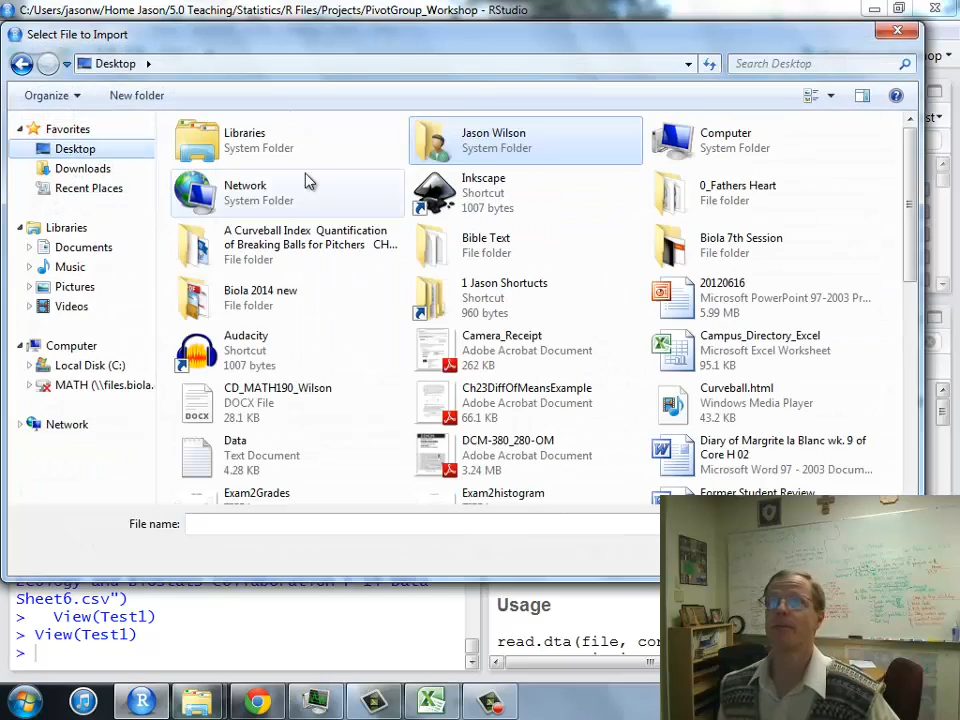 C:/Users/jasonw/Home Jason/5.0 Teaching/Statistics/R Files/Projects/PivotGroup_Workshop - RStudio
Select File to Import
Desktop
Search Desktop
Organize
New folder
Favorites
Desktop
Downloads
Recent Places
Libraries
Documents
Music
Pictures
Videos
Computer
Local Disk (C:)
MATH (\\files.biola.
Network
Libraries
System Folder
Jason Wilson
System Folder
Computer
System Folder
Network
System Folder
Inkscape
Shortcut
1007 bytes
0_Fathers Heart
File folder
A Curveball Index Quantification
of Breaking Balls for Pitchers CH...
File folder
Bible Text
File folder
Biola 7th Session
File folder
Biola 2014 new
File folder
1 Jason Shortucts
Shortcut
960 bytes
20120616
Microsoft PowerPoint 97-2003 Pr...
5.99 MB
Audacity
Shortcut
1007 bytes
Camera_Receipt
Adobe Acrobat Document
262 KB
Campus_Directory_Excel
Microsoft Excel Worksheet
95.1 KB
CD_MATH190_Wilson
DOCX File
28.1 KB
Ch23DiffOfMeansExample
Adobe Acrobat Document
66.1 KB
Curveball.html
Windows Media Player
43.2 KB
Data
Text Document
4.28 KB
DCM-380_280-OM
Adobe Acrobat Document
3.24 MB
Diary of Margrite la Blanc wk. 9 of
Core H 02
Microsoft Word 97 - 2003 Docum...
Exam2Grades
Exam2histogram
Former Student Review
File name:
Sheet6.csv")
> View(Test1)
> View(Test1)
>
Usage
read.dta(file, con